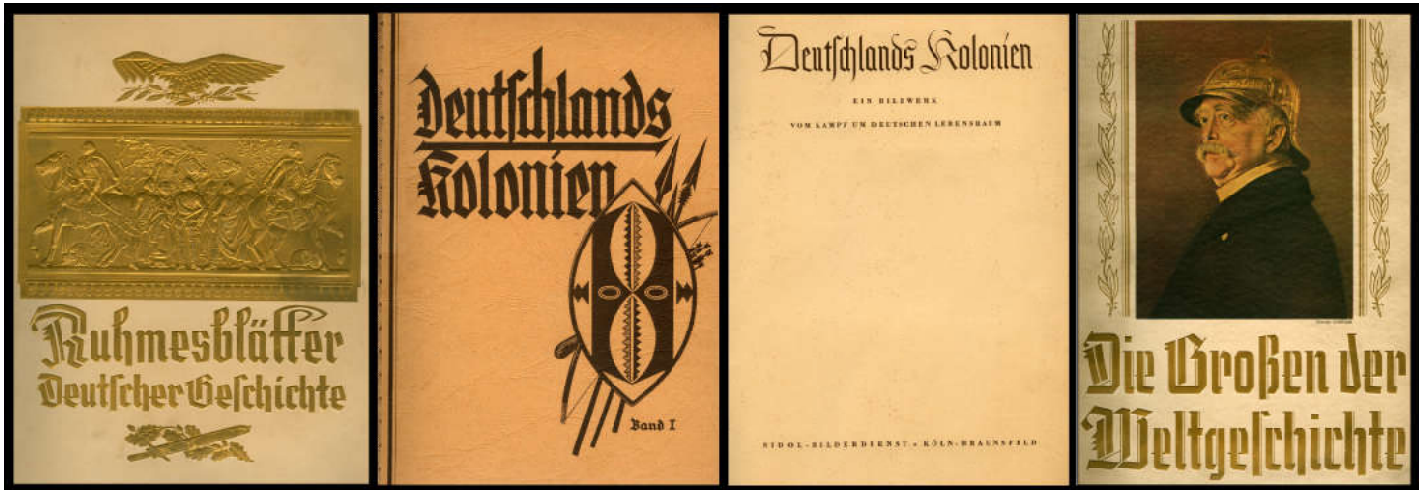 Ruhmesblätter
Deutscher Geschichte
Deutschlands
Kolonien
Band I
Deutschlands Kolonien
EIN BILDWERK
VOM KAMPF UM DEUTSCHEN LEBENSRAUM
SIDOL-BILDERDIENST • KÖLN-BRAUNSFELD
Die Großen der
Weltgeschichte